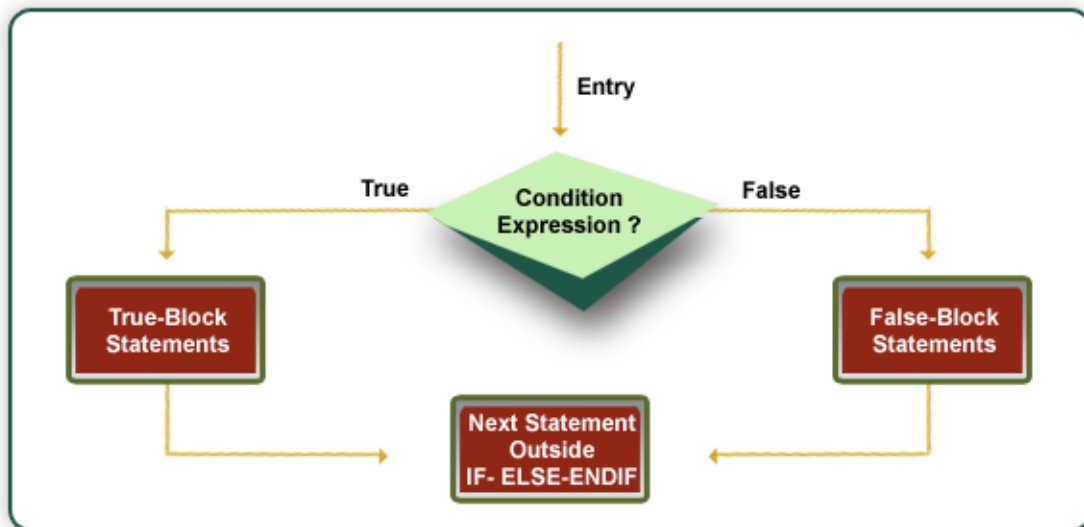 Entry
True
Condition
Expression ?
False
True-Block
Statements
False-Block
Statements
Next Statement
Outside
IF- ELSE-ENDIF